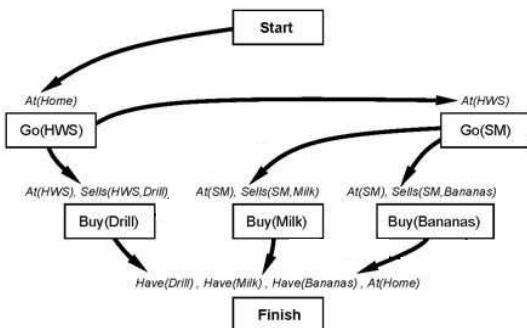 Start
At(Home)
At(HWS)
Go(HWS)
Go(SM)
At(HWS), Sells(HWS,Drill)
At(SM), Sells(SM,Milk)
At(SM), Sells(SM,Bananas)
Buy(Drill)
Buy(Milk)
Buy(Bananas)
Have(Drill) , Have(Milk) , Have(Bananas) , At(Home)
Finish